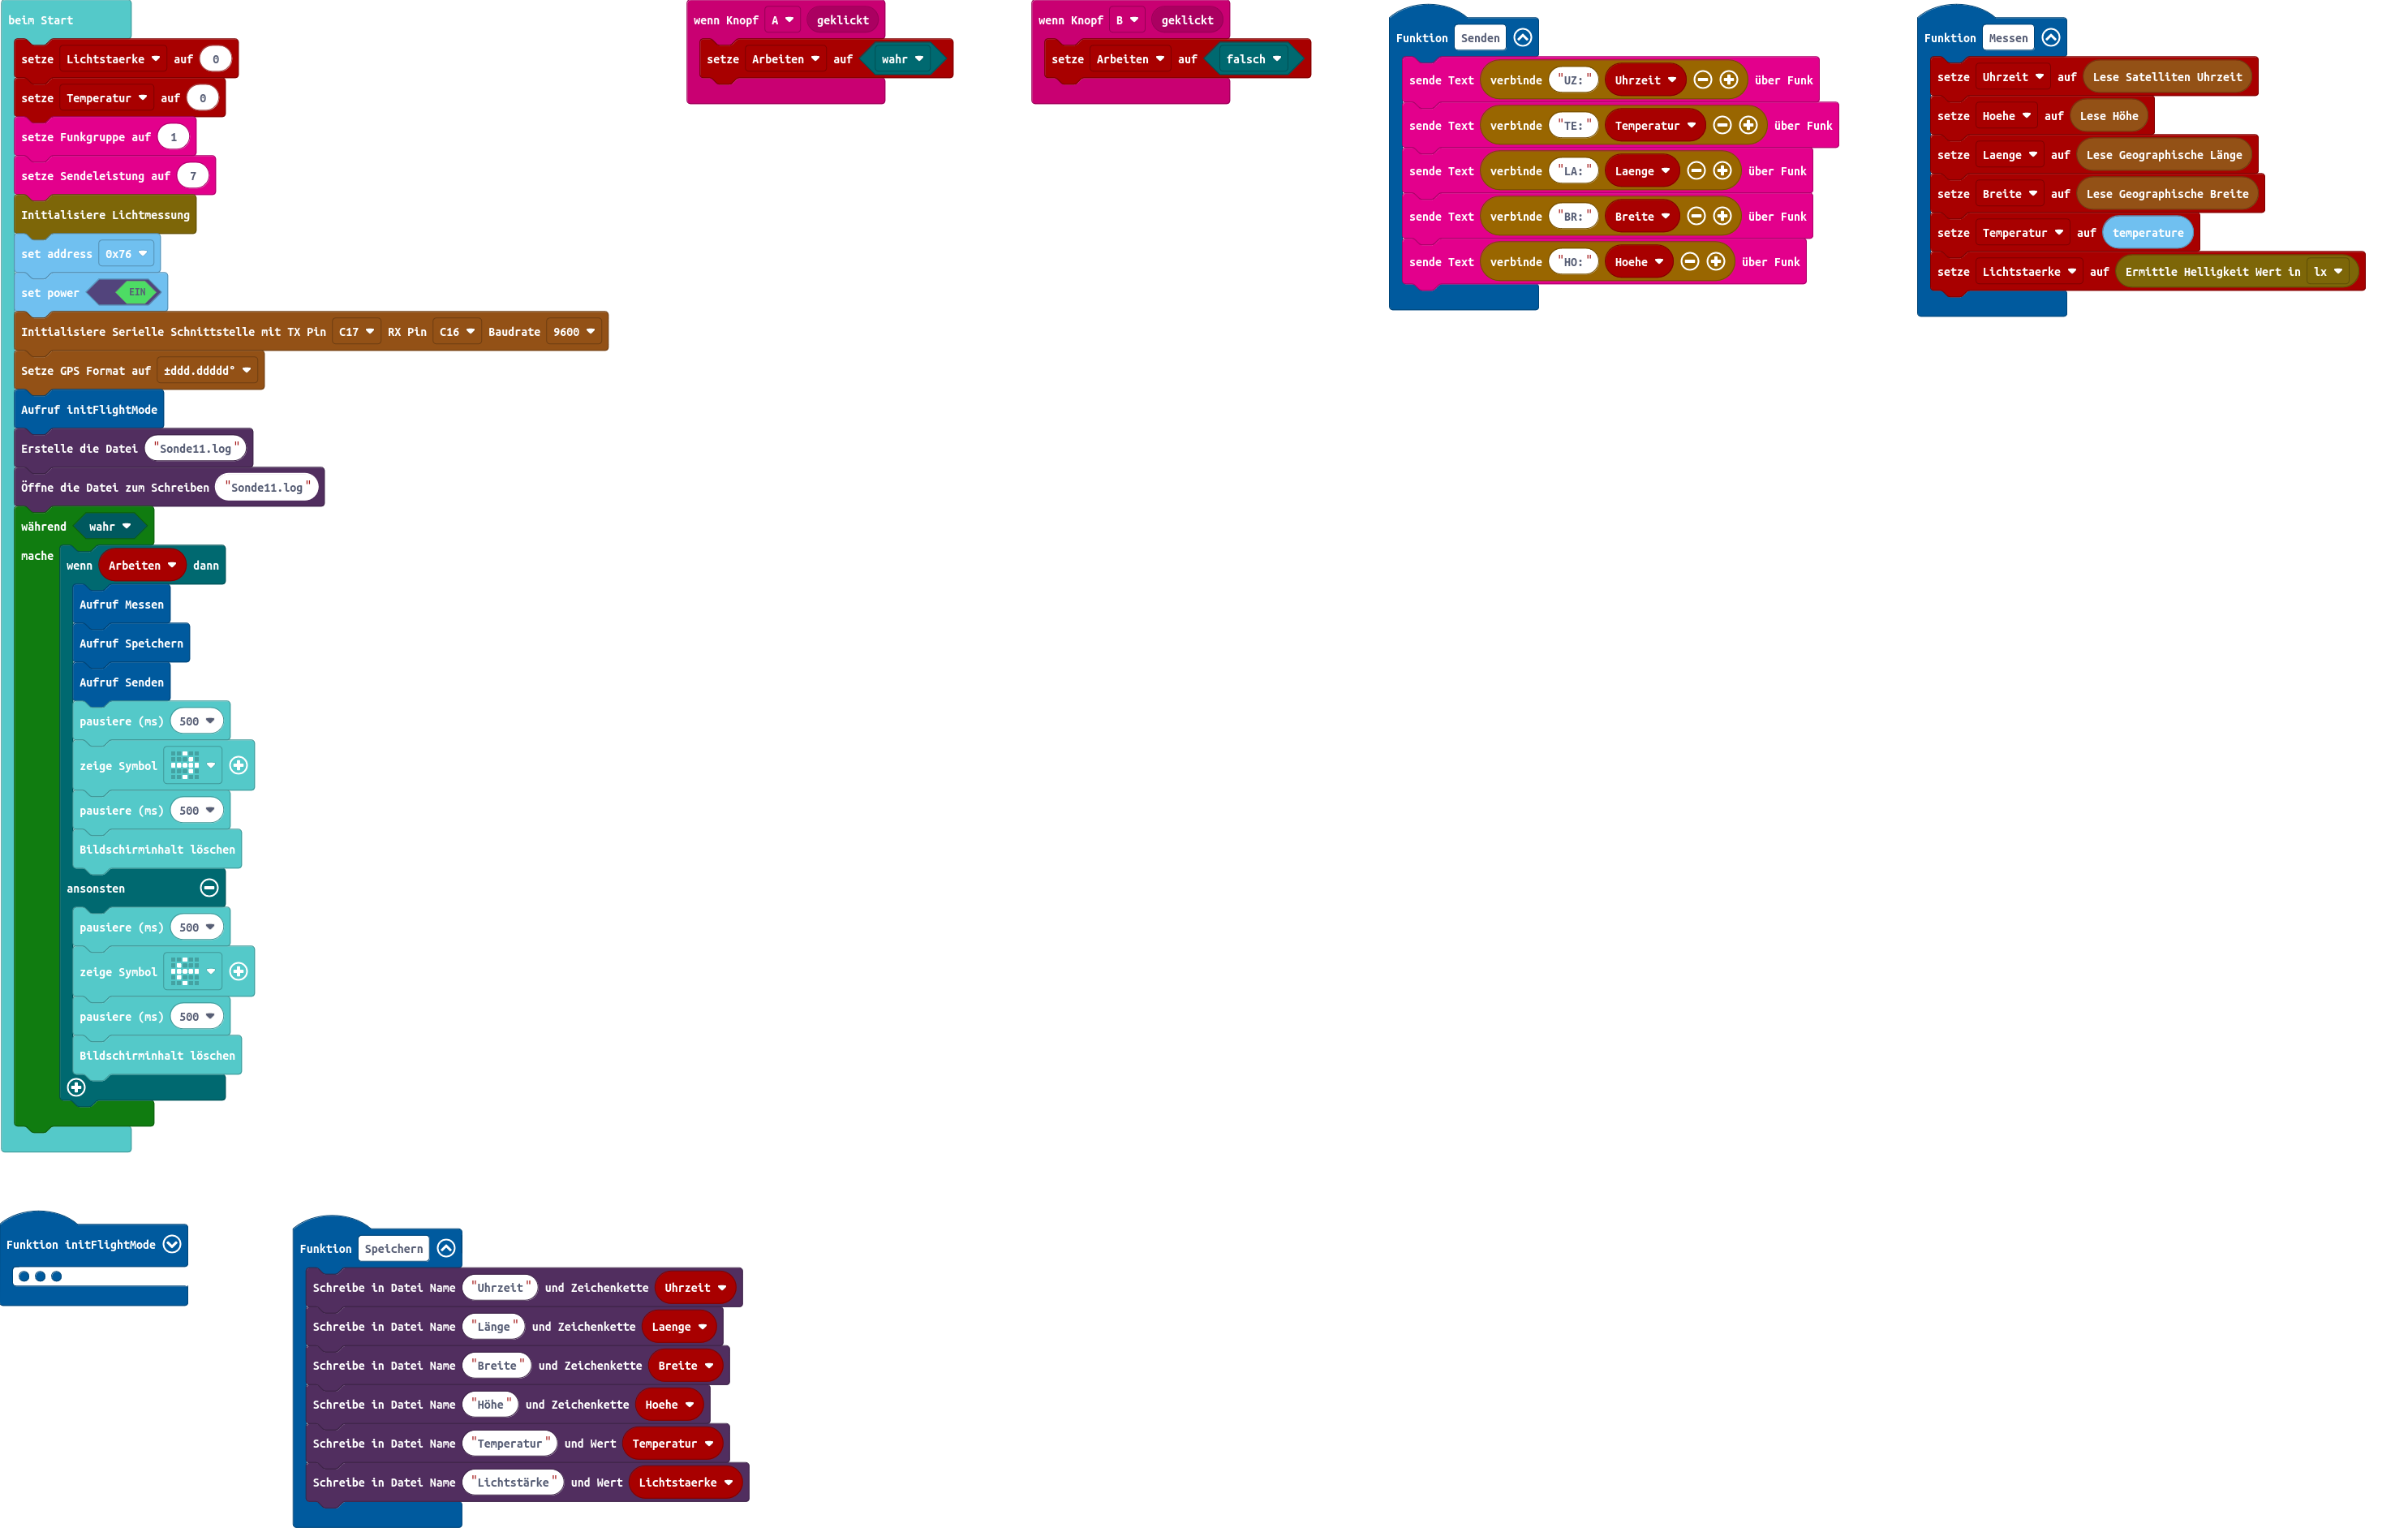 beim Start
setze Lichtstaerke auf 0
setze Temperatur auf 0
setze Funkgruppe auf 1
setze Sendeleistung auf 7
Initialisiere Lichtmessung
set address 0x76
set power EIN
Initialisiere Serielle Schnittstelle mit TX Pin C17 RX Pin C16 Baudrate 9600
Setze GPS Format auf ±ddd.ddddd°
Aufruf initFlightMode
Erstelle die Datei "Sonde11.log"
Öffne die Datei zum Schreiben "Sonde11.log"
während wahr
mache
wenn Arbeiten dann
Aufruf Messen
Aufruf Speichern
Aufruf Senden
pausiere (ms) 500
zeige Symbol
pausiere (ms) 500
Bildschirminhalt löschen
ansonsten
pausiere (ms) 500
zeige Symbol
pausiere (ms) 500
Bildschirminhalt löschen
wenn Knopf A geklickt
setze Arbeiten auf wahr
wenn Knopf B geklickt
setze Arbeiten auf falsch
Funktion Senden
sende Text verbinde "UZ:" Uhrzeit über Funk
sende Text verbinde "TE:" Temperatur über Funk
sende Text verbinde "LA:" Laenge über Funk
sende Text verbinde "BR:" Breite über Funk
sende Text verbinde "HO:" Hoehe über Funk
Funktion Messen
setze Uhrzeit auf Lese Satelliten Uhrzeit
setze Hoehe auf Lese Höhe
setze Laenge auf Lese Geographische Länge
setze Breite auf Lese Geographische Breite
setze Temperatur auf temperature
setze Lichtstaerke auf Ermittle Helligkeit Wert in lx
Funktion initFlightMode
Funktion Speichern
Schreibe in Datei Name "Uhrzeit" und Zeichenkette Uhrzeit
Schreibe in Datei Name "Länge" und Zeichenkette Laenge
Schreibe in Datei Name "Breite" und Zeichenkette Breite
Schreibe in Datei Name "Höhe" und Zeichenkette Hoehe
Schreibe in Datei Name "Temperatur" und Wert Temperatur
Schreibe in Datei Name "Lichtstärke" und Wert Lichtstaerke